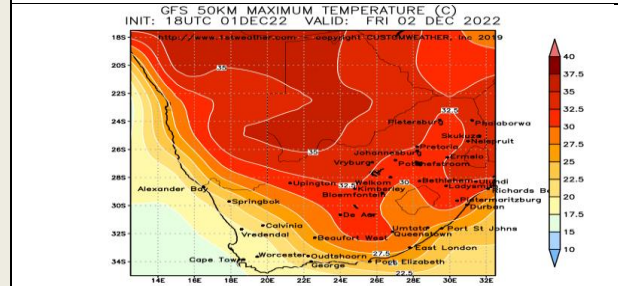 GFS 50KM MAXIMUM TEMPERATURE (C)
INIT: 18UTC 01DEC22 VALID: FRI 02 DEC 2022
http://www.1stweather.com - copyright CUSTOMWEATHER, Inc 2019
18S
20S
22S
24S
26S
28S
30S
32S
34S
14E
16E
18E
20E
22E
24E
26E
28E
30E
32E
35
32.5
35
32.5
30
27.5
22.5
Pietersburg
Phalaborwa
Skukuza
Nelspruit
Pretoria
Johannesburg
Ermelo
Vryburg
Potchefstroom
Bethlehem
Ulundi
Upington
Welkom
Kimberley
Ladysmith
Richards Ba
Alexander Bay
Bloemfontein
Springbok
Pietermaritzburg
Durban
De Aar
Calvinia
Vredendal
Umtata
Port St Johns
Beaufort West
Queenstown
East London
Worcester
Oudtshoorn
Cape Town
George
Port Elizabeth
40
37.5
35
32.5
30
27.5
25
22.5
20
17.5
15
10